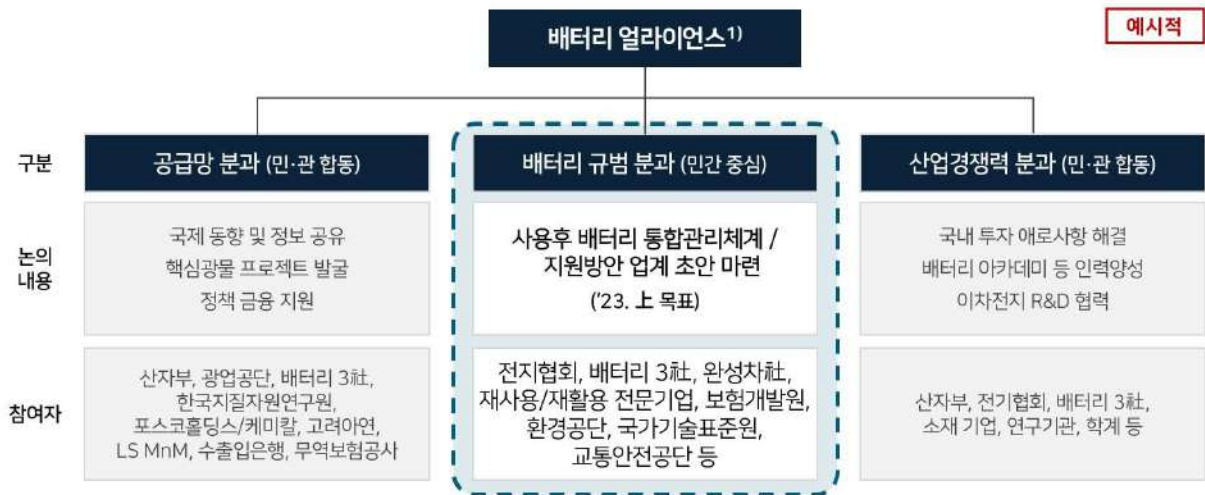 배터리 얼라이언스1)
예시적
구분
공급망 분과 (민·관 합동)
배터리 규범 분과 (민간 중심)
산업경쟁력 분과 (민·관 합동)
논의
내용
국제 동향 및 정보 공유
핵심광물 프로젝트 발굴
정책 금융 지원
사용후 배터리 통합관리체계 /
지원방안 업계 초안 마련
('23. 上 목표)
국내 투자 애로사항 해결
배터리 아카데미 등 인력양성
이차전지 R&D 협력
참여자
산자부, 광업공단, 배터리 3社,
한국지질자원연구원,
포스코홀딩스/케미칼, 고려아연,
LS MnM, 수출입은행, 무역보험공사
전지협회, 배터리 3社, 완성차社,
재사용/재활용 전문기업, 보험개발원,
환경공단, 국가기술표준원,
교통안전공단 등
산자부, 전기협회, 배터리 3社,
소재 기업, 연구기관, 학계 등